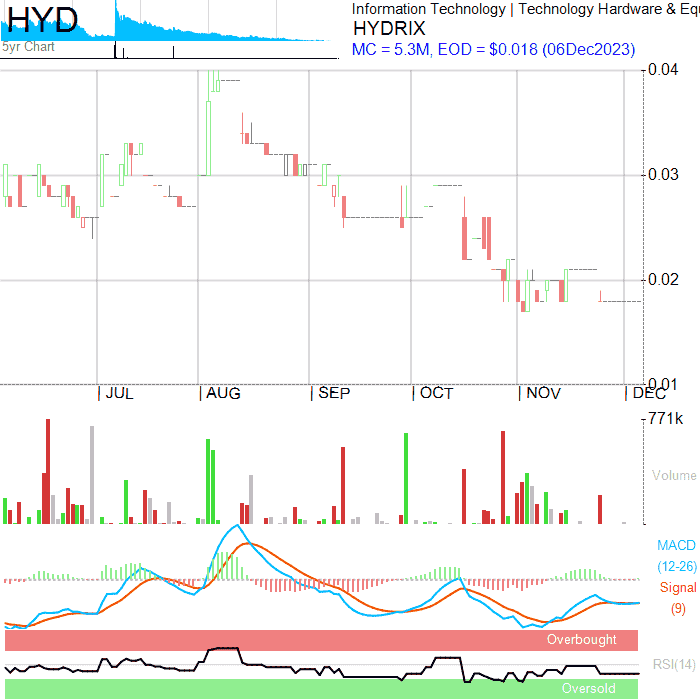 HYD
Information Technology | Technology Hardware & Equ
HYDRIX
5yr Chart
MC = 5.3M, EOD = $0.018 (06Dec2023)
0.04
0.03
0.02
0.01
JUL
AUG
SEP
OCT
NOV
DEC
771k
Volume
MACD
(12-26)
Signal
(9)
Overbought
RSI(14)
Oversold